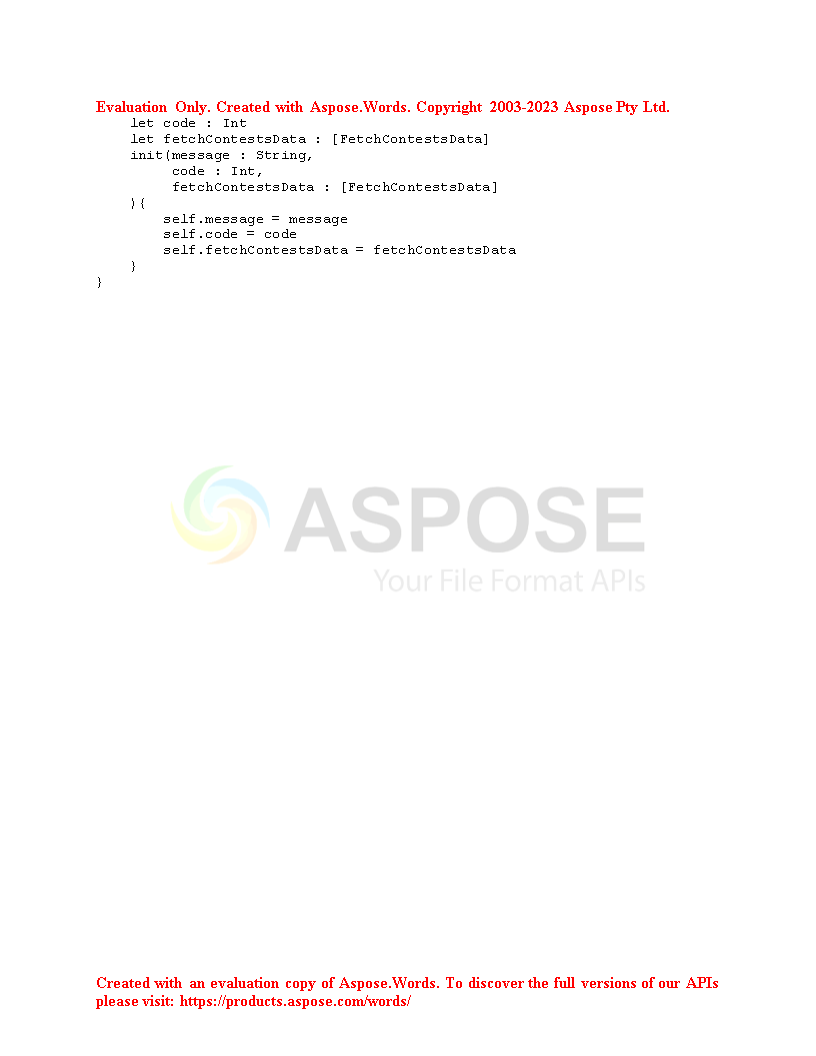 Evaluation Only. Created with Aspose.Words. Copyright 2003-2023 Aspose Pty Ltd.
    let code : Int
    let fetchContestsData : [FetchContestsData]
    init(message : String,
         code : Int,
         fetchContestsData : [FetchContestsData]
    ){
        self.message = message
        self.code = code
        self.fetchContestsData = fetchContestsData
    }
}
ASPOSE
Your File Format APIs
Created with an evaluation copy of Aspose.Words. To discover the full versions of our APIs
please visit: https://products.aspose.com/words/